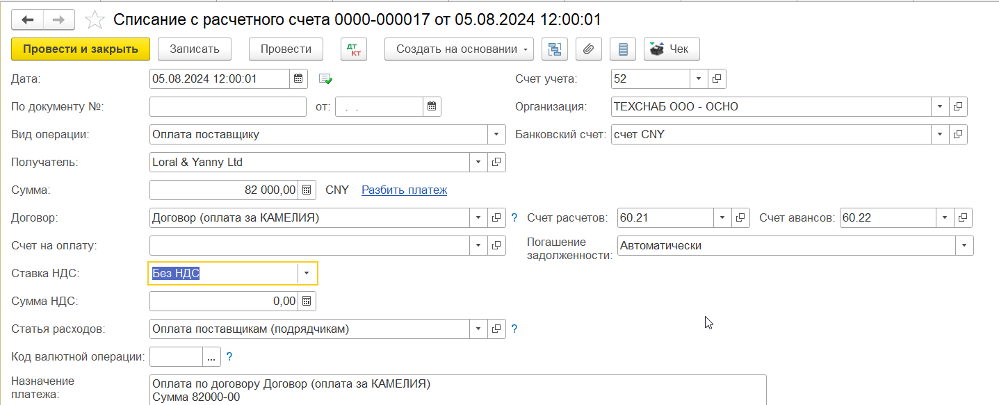 Списание с расчетного счета 0000-000017 от 05.08.2024 12:00:01
Провести и закрыть Записать Провести Дт Кт Создать на основании Чек
Дата: 05.08.2024 12:00:01 Счет учета: 52
По документу №: от: . . Организация: ТЕХСНАБ ООО - ОСНО
Вид операции: Оплата поставщику Банковский счет: счет CNY
Получатель: Loral & Yanny Ltd
Сумма: 82 000,00 CNY Разбить платеж
Договор: Договор (оплата за КАМЕЛИЯ) ? Счет расчетов: 60.21 Счет авансов: 60.22
Счет на оплату: Погашение задолженности: Автоматически
Ставка НДС: Без НДС
Сумма НДС: 0,00
Статья расходов: Оплата поставщикам (подрядчикам) ?
Код валютной операции: ... ?
Назначение платежа: Оплата по договору Договор (оплата за КАМЕЛИЯ)
Сумма 82000-00